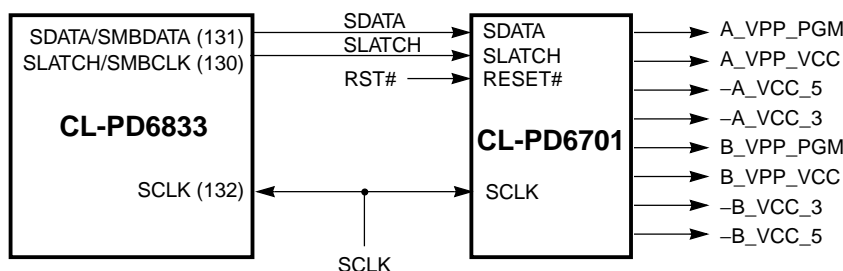 SDATA
SLATCH
SDATA/SMBDATA (131)
SLATCH/SMBCLK (130)
RST#
CL-PD6833
SCLK (132)
SCLK
SDATA
SLATCH
RESET#
CL-PD6701
SCLK
A_VPP_PGM
A_VPP_VCC
–A_VCC_5
–A_VCC_3
B_VPP_PGM
B_VPP_VCC
–B_VCC_3
–B_VCC_5